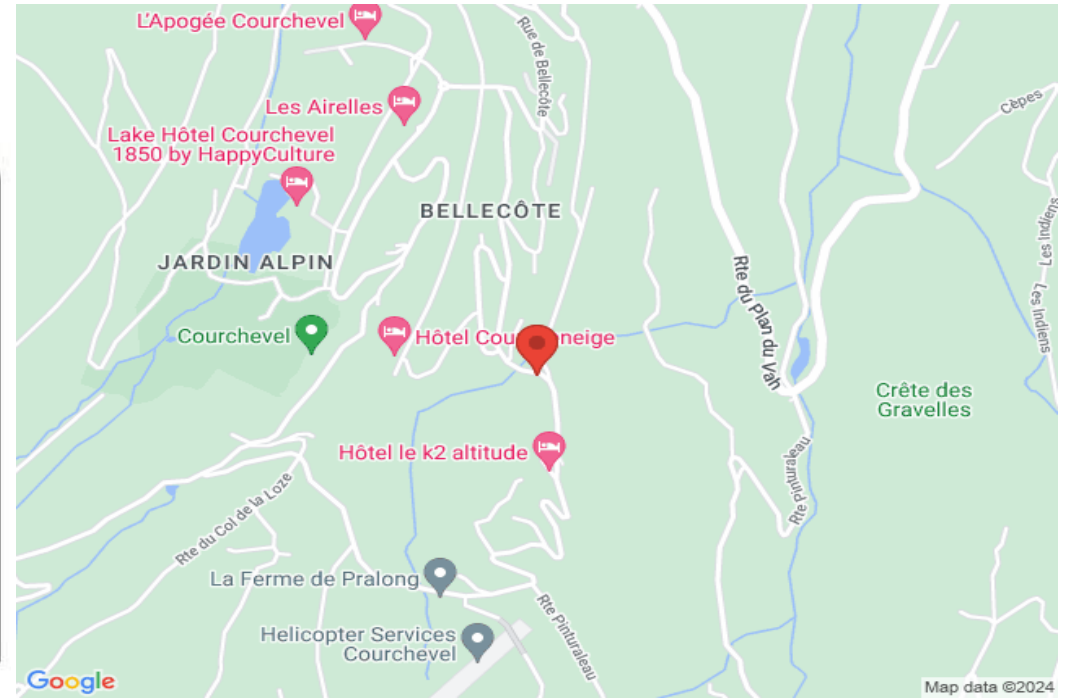 L'Apogée Courchevel
Rue de Bellecôte
Les Airelles
Cèpes
Lake Hôtel Courchevel
1850 by HappyCulture
BELLECÔTE
Les Indiens
JARDIN ALPIN
Rte du Plan du Vah
Les Indiens
Courchevel
Hôtel Cou neige
Crête des
Gravelles
Hôtel le k2 altitude
Rte Pinturaleau
Rte du Col de la Loze
La Ferme de Pralong
Rte Pinturaleau
Helicopter Services
Courchevel
Google
Map data ©2024